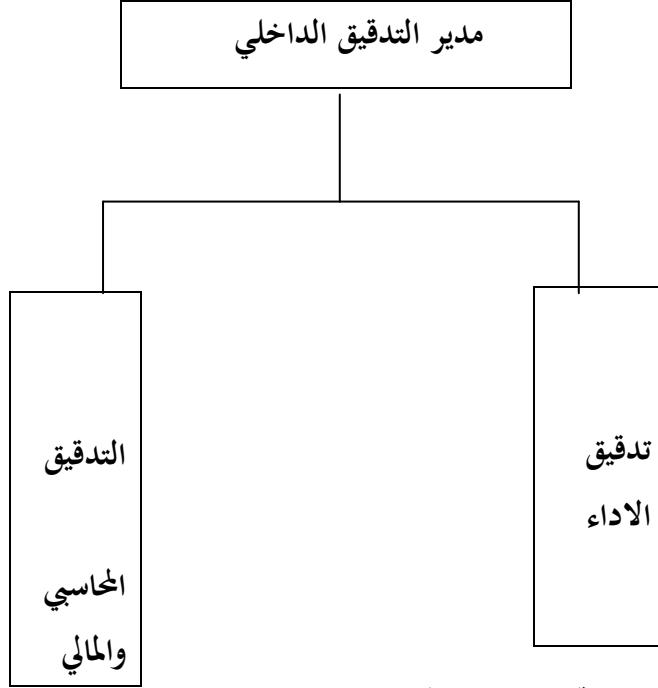 مدير التدقيق الداخلي
تدقيق
الاداء
التدقيق
المحاسبي
والمالي